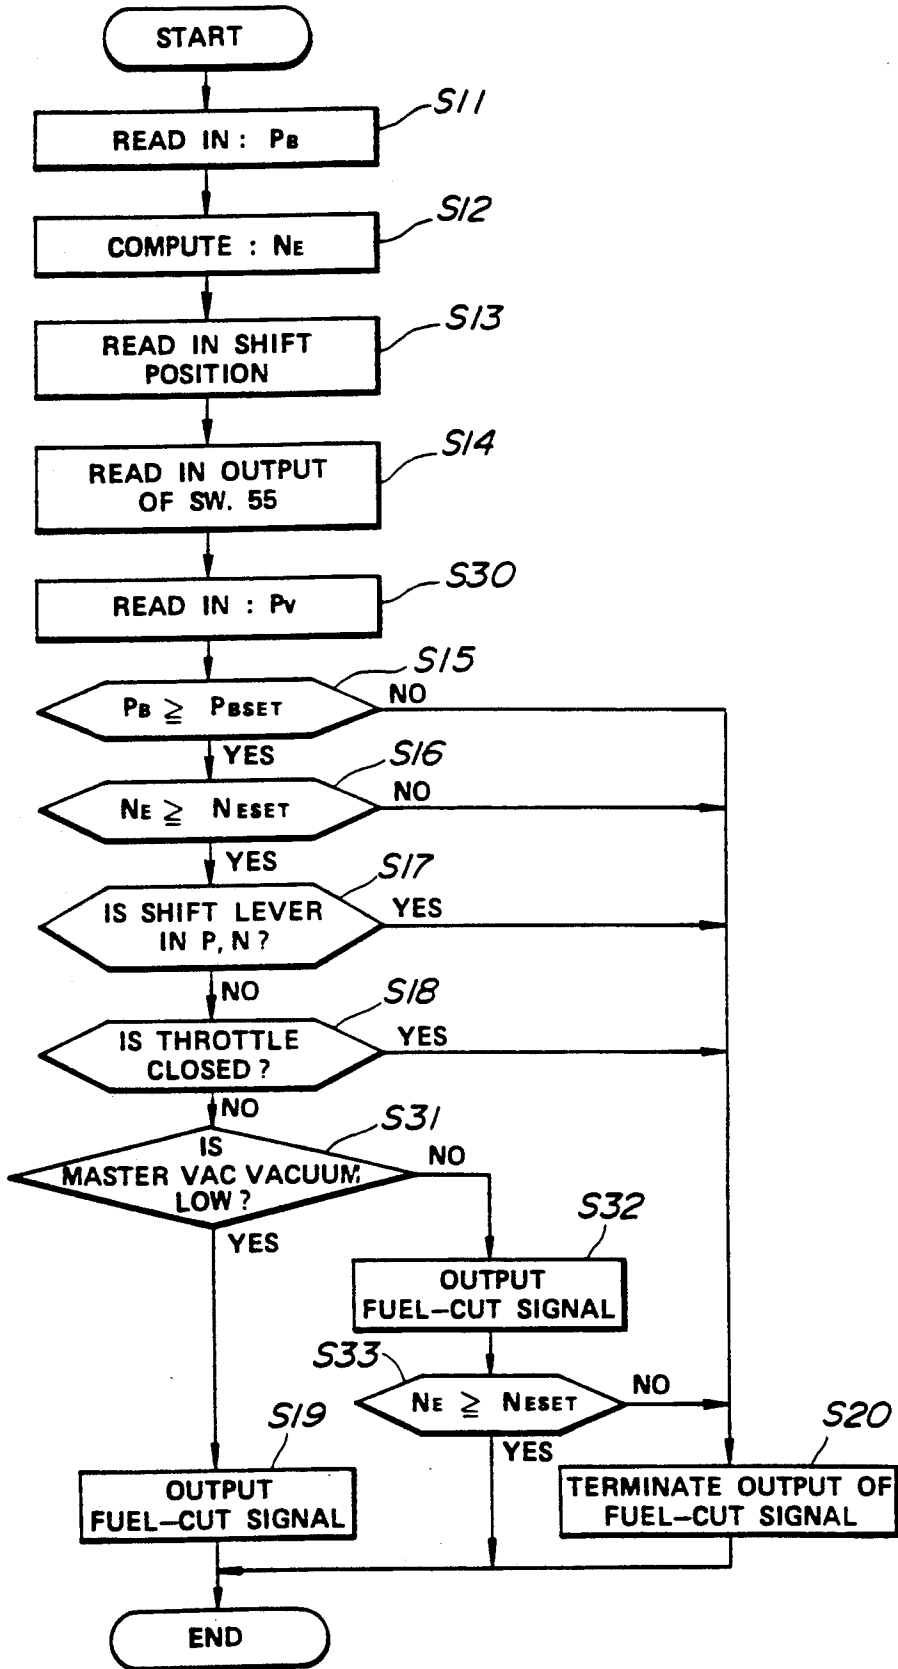 START
S11
READ IN : PB
S12
COMPUTE : NE
S13
READ IN SHIFT
POSITION
S14
READ IN OUTPUT
OF SW. 55
S30
READ IN : PV
S15
PB ≧ PBSET
NO
YES
S16
NE ≧ NESET
NO
YES
S17
IS SHIFT LEVER
IN P, N ?
YES
NO
S18
IS THROTTLE
CLOSED ?
YES
NO
S31
IS
MASTER VAC VACUUM
LOW ?
NO
YES
S32
OUTPUT
FUEL-CUT SIGNAL
S33
NE ≧ NESET
NO
YES
S19
OUTPUT
FUEL-CUT SIGNAL
S20
TERMINATE OUTPUT OF
FUEL-CUT SIGNAL
END